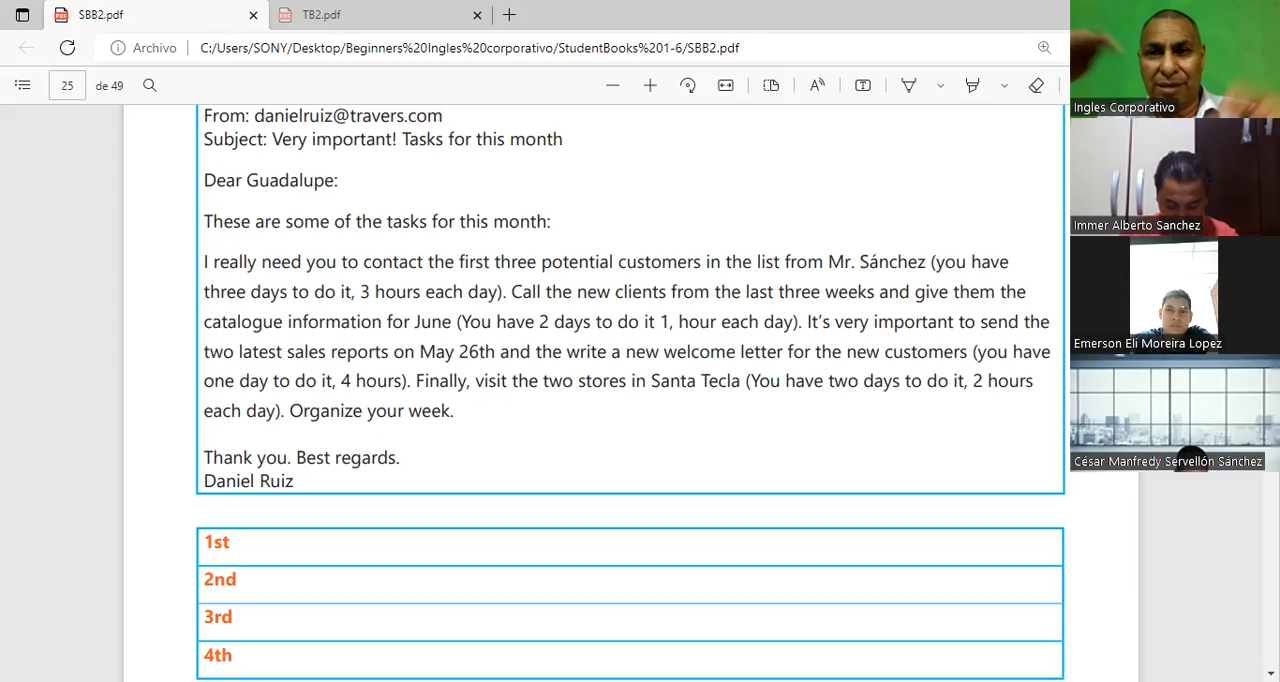 SBB2.pdf
TB2.pdf
Archivo
C:/Users/SONY/Desktop/Beginners%20Ingles%20corporativo/StudentBooks%201-6/SBB2.pdf
25 de 49
From: danielruiz@travers.com
Subject: Very important! Tasks for this month
Dear Guadalupe:
These are some of the tasks for this month:
I really need you to contact the first three potential customers in the list from Mr. Sánchez (you have
three days to do it, 3 hours each day). Call the new clients from the last three weeks and give them the
catalogue information for June (You have 2 days to do it 1, hour each day). It's very important to send the
two latest sales reports on May 26th and the write a new welcome letter for the new customers (you have
one day to do it, 4 hours). Finally, visit the two stores in Santa Tecla (You have two days to do it, 2 hours
each day). Organize your week.
Thank you. Best regards.
Daniel Ruiz
1st
2nd
3rd
4th
Ingles Corporativo
Immer Alberto Sanchez
Emerson Eli Moreira Lopez
César Manfredy Servellón Sánchez